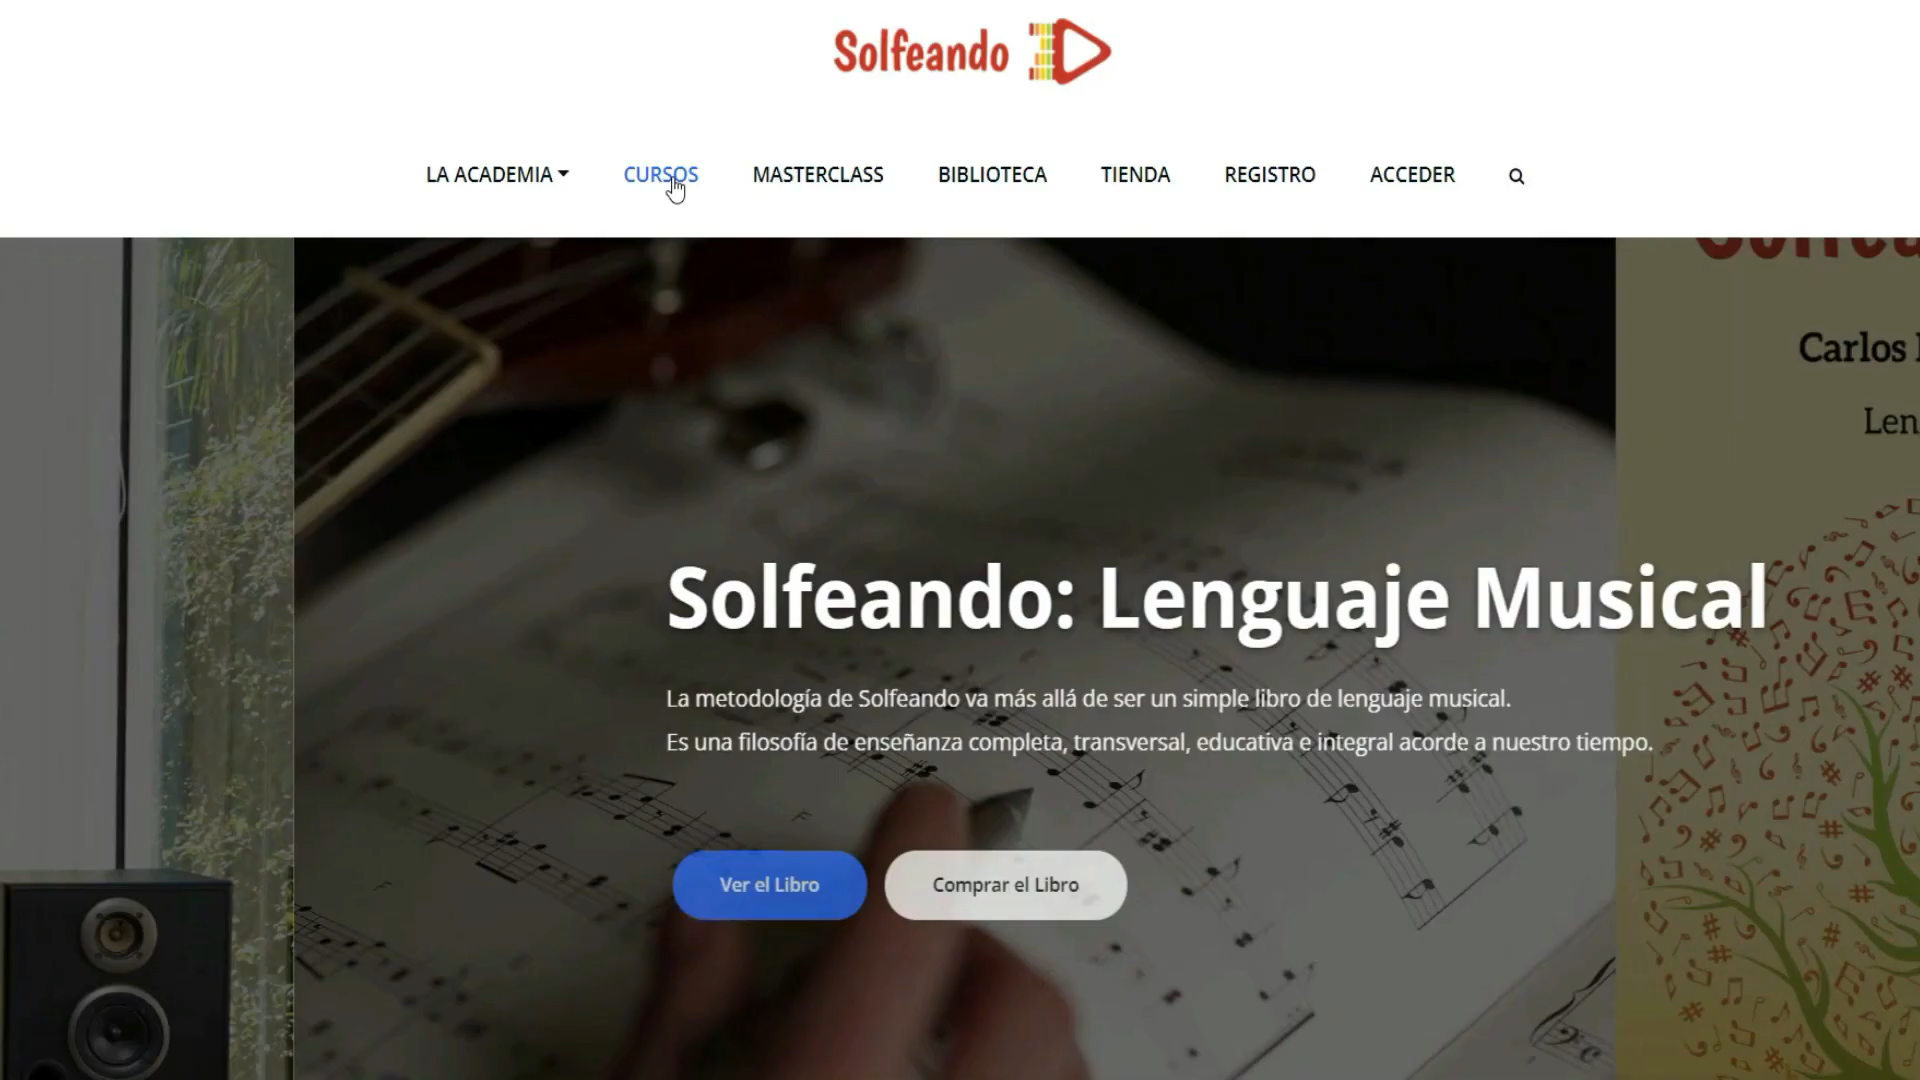 Solfeando
LA ACADEMIA CURSOS MASTERCLASS BIBLIOTECA TIENDA REGISTRO ACCEDER
Carlos
Solfeando: Lenguaje Musical
La metodología de Solfeando va más allá de ser un simple libro de lenguaje musical.
Es una filosofía de enseñanza completa, transversal, educativa e integral acorde a nuestro tiempo.
Ver el Libro Comprar el Libro